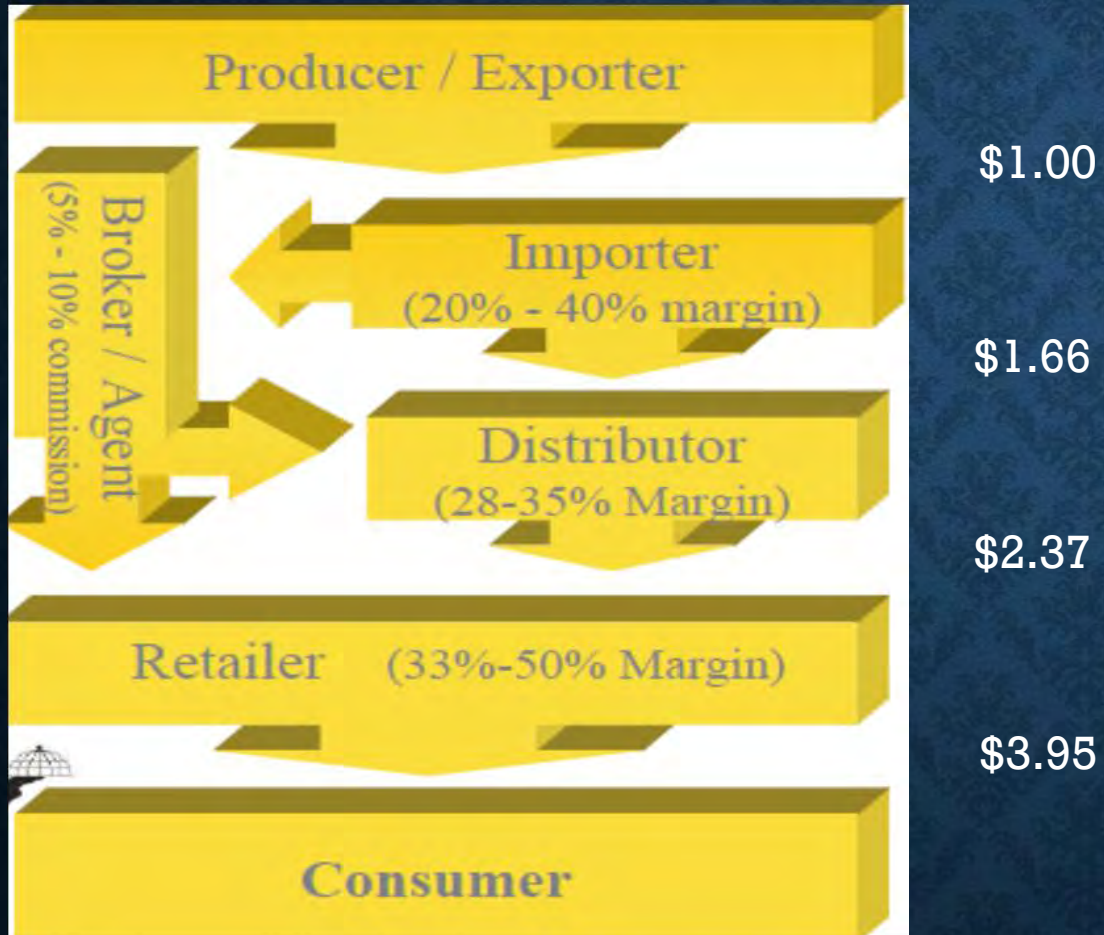 Producer / Exporter
$1.00
Broker / Agent
(5% - 10% commission)
Importer
(20% - 40% margin)
$1.66
Distributor
(28-35% Margin)
$2.37
Retailer (33%-50% Margin)
$3.95
Consumer